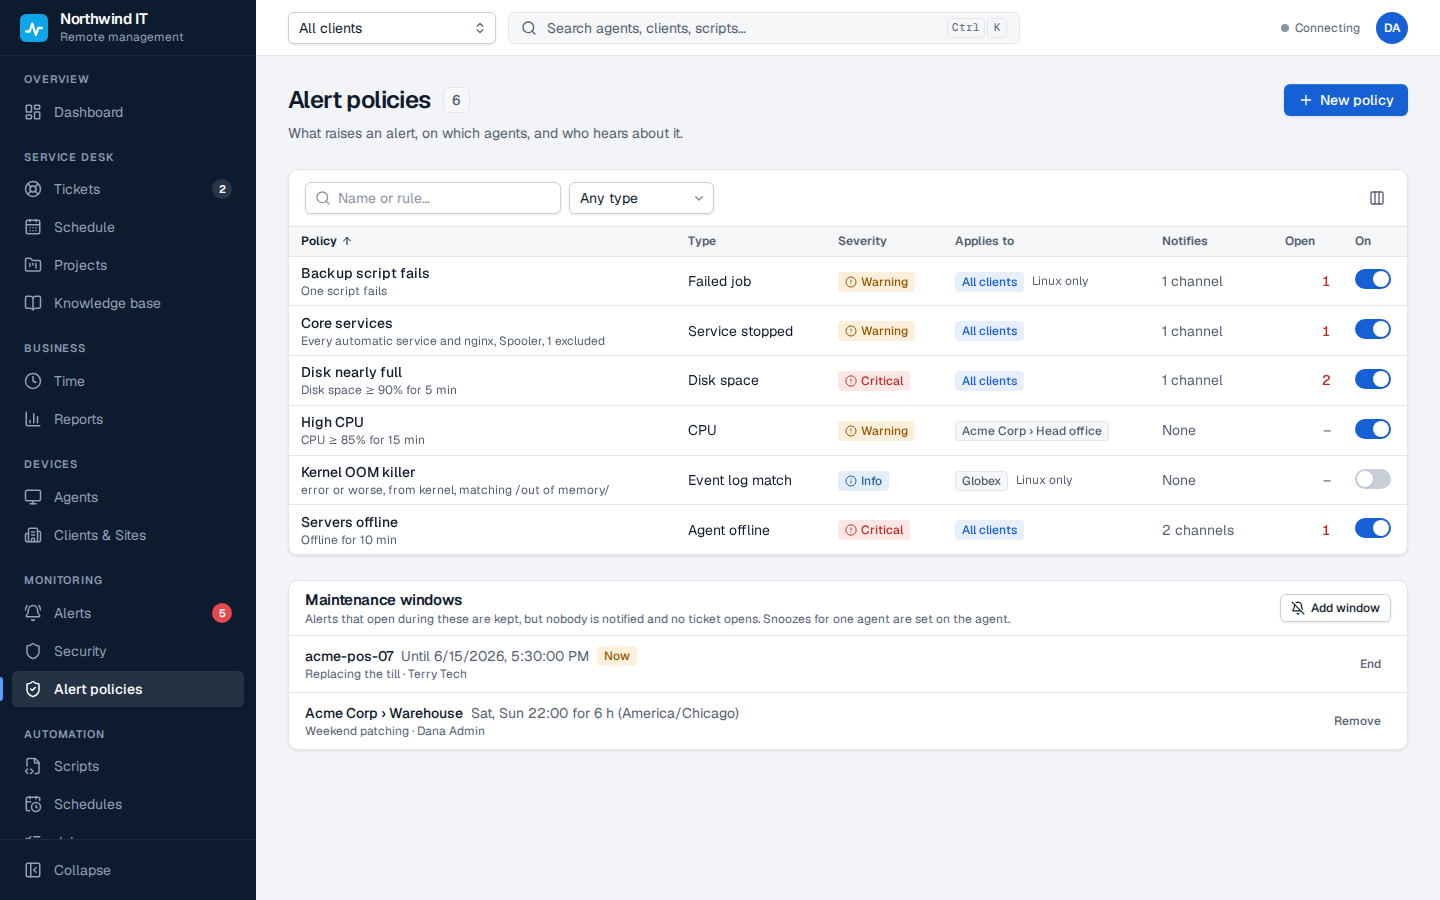 Northwind IT
Remote management
OVERVIEW
Dashboard
SERVICE DESK
Tickets 2
Schedule
Projects
Knowledge base
BUSINESS
Time
Reports
DEVICES
Agents
Clients & Sites
MONITORING
Alerts 5
Security
Alert policies
AUTOMATION
Scripts
Schedules
Collapse
All clients
Search agents, clients, scripts... Ctrl K
Connecting
DA
Alert policies 6
What raises an alert, on which agents, and who hears about it.
New policy
Name or rule...
Any type
Policy ↑ Type Severity Applies to Notifies Open On
Backup script fails
One script fails
Failed job Warning All clients Linux only 1 channel 1
Core services
Every automatic service and nginx, Spooler, 1 excluded
Service stopped Warning All clients 1 channel 1
Disk nearly full
Disk space ≥ 90% for 5 min
Disk space Critical All clients 1 channel 2
High CPU
CPU ≥ 85% for 15 min
CPU Warning Acme Corp › Head office None –
Kernel OOM killer
error or worse, from kernel, matching /out of memory/
Event log match Info Globex Linux only None –
Servers offline
Offline for 10 min
Agent offline Critical All clients 2 channels 1
Maintenance windows
Alerts that open during these are kept, but nobody is notified and no ticket opens. Snoozes for one agent are set on the agent.
Add window
acme-pos-07 Until 6/15/2026, 5:30:00 PM Now
Replacing the till · Terry Tech
End
Acme Corp › Warehouse Sat, Sun 22:00 for 6 h (America/Chicago)
Weekend patching · Dana Admin
Remove